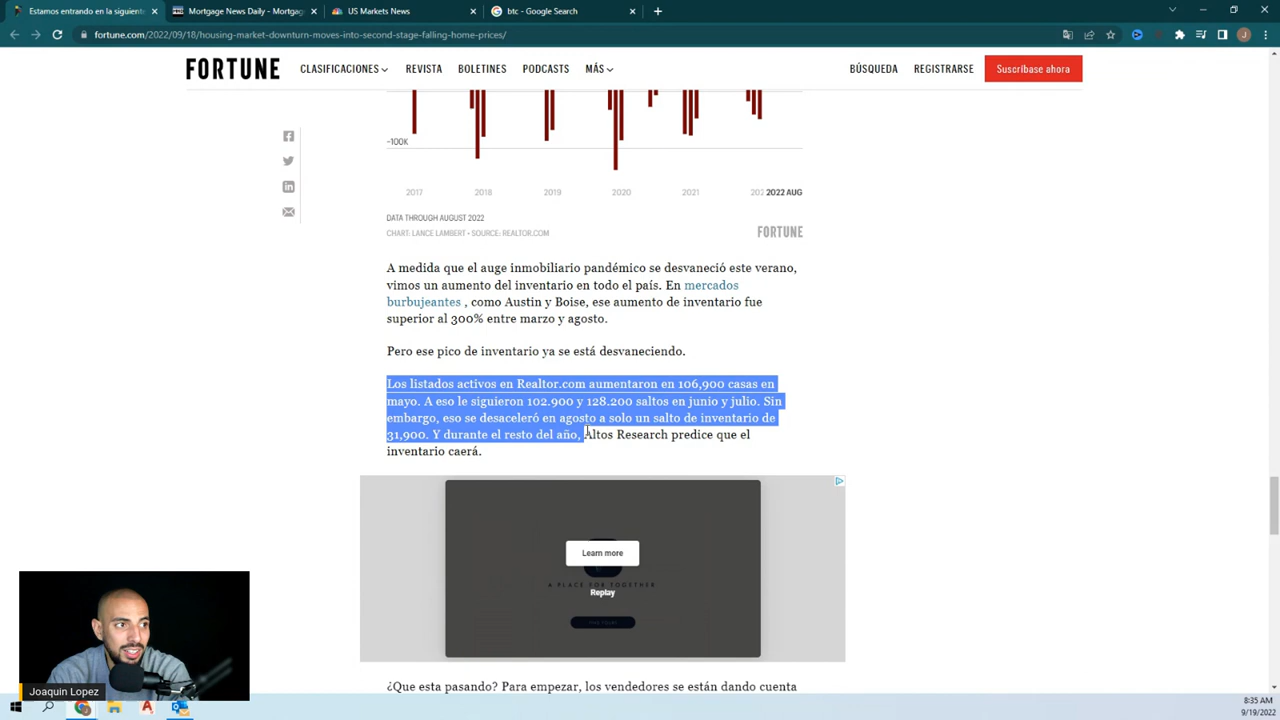 Estamos entrando en la siguiente
Mortgage News Daily - Mortgag
US Markets News
btc - Google Search
fortune.com/2022/09/18/housing-market-downturn-moves-into-second-stage-falling-home-prices/
FORTUNE
CLASIFICACIONES
REVISTA
BOLETINES
PODCASTS
MÁS
BÚSQUEDA
REGISTRARSE
Suscríbase ahora
-100K
2017 2018 2019 2020 2021 202 2022 AUG
DATA THROUGH AUGUST 2022
CHART: LANCE LAMBERT • SOURCE: REALTOR.COM
FORTUNE
A medida que el auge inmobiliario pandémico se desvaneció este verano,
vimos un aumento del inventario en todo el país. En mercados
burbujeantes , como Austin y Boise, ese aumento de inventario fue
superior al 300% entre marzo y agosto.
Pero ese pico de inventario ya se está desvaneciendo.
Los listados activos en Realtor.com aumentaron en 106,900 casas en
mayo. A eso le siguieron 102.900 y 128.200 saltos en junio y julio. Sin
embargo, eso se desaceleró en agosto a solo un salto de inventario de
31,900. Y durante el resto del año, Altos Research predice que el
inventario caerá.
Learn more
A PLACE FOR TOGETHER
Replay
¿Que esta pasando? Para empezar, los vendedores se están dando cuenta
Joaquin Lopez
8:35 AM
9/19/2022